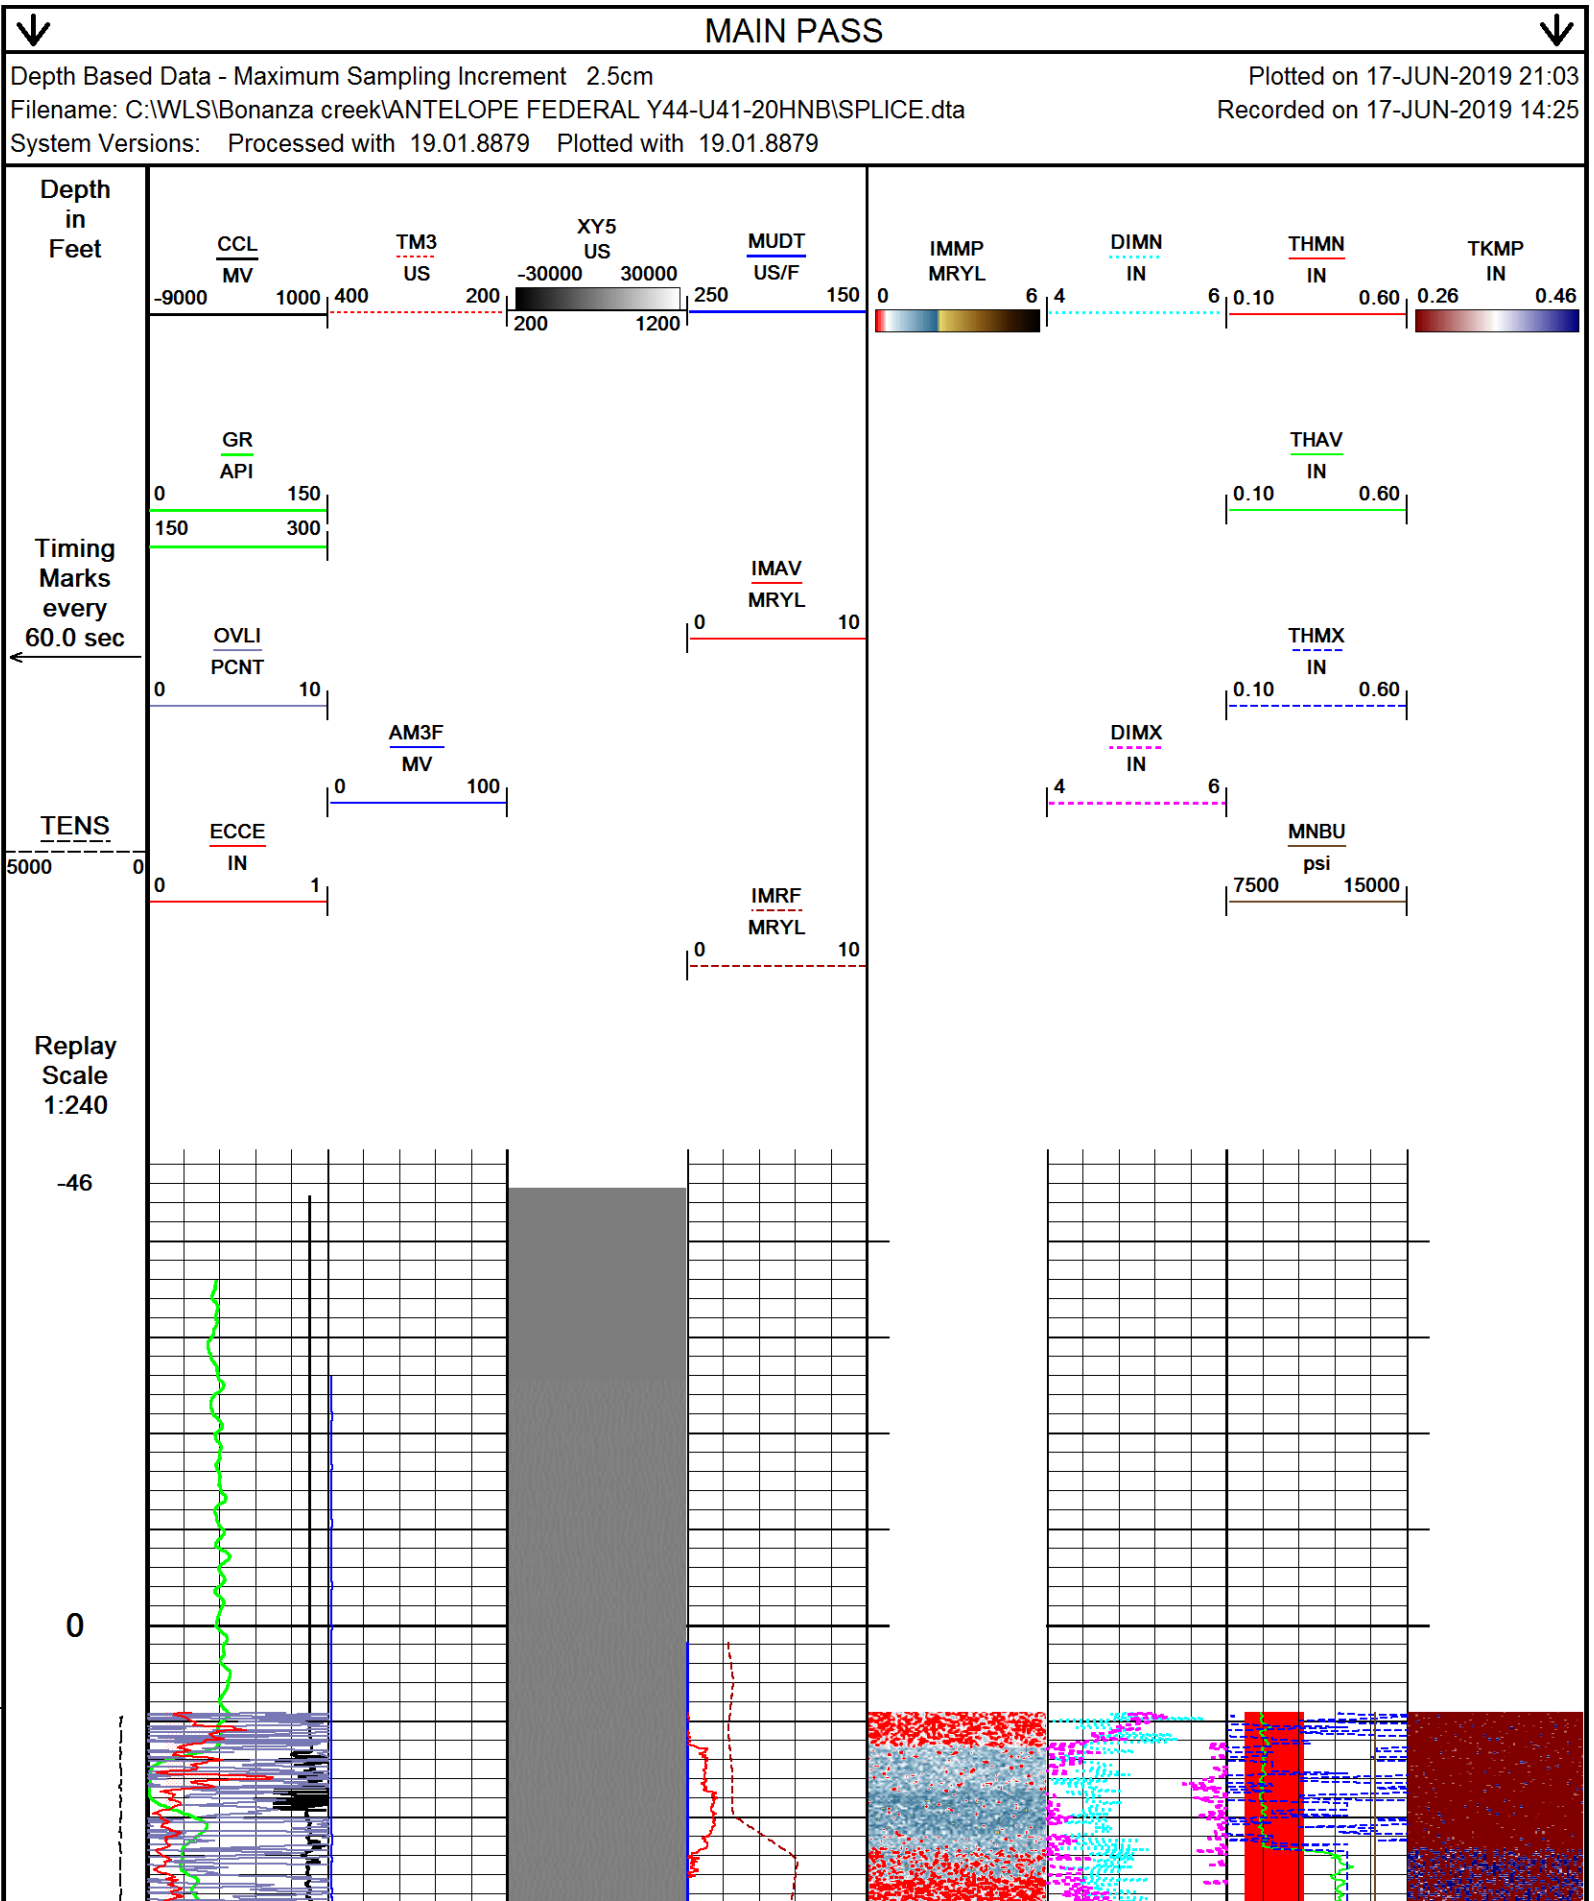 MAIN PASS
Depth Based Data - Maximum Sampling Increment 2.5cm
Plotted on 17-JUN-2019 21:03
Filename: C:\WLS\Bonanza creek\ANTELOPE FEDERAL Y44-U41-20HNB\SPLICE.dta
Recorded on 17-JUN-2019 14:25
System Versions: Processed with 19.01.8879 Plotted with 19.01.8879
Depth
in
Feet
CCL
MV
-9000 1000
TM3
US
400 200
XY5
US
-30000 30000
200 1200
MUDT
US/F
250 150
IMMP
MRYL
0 6
DIMN
IN
4 6
THMN
IN
0.10 0.60
TKMP
IN
0.26 0.46
GR
API
0 150
150 300
THAV
IN
0.10 0.60
Timing
Marks
every
60.0 sec
IMAV
MRYL
0 10
OVLI
PCNT
0 10
THMX
IN
0.10 0.60
AM3F
MV
0 100
DIMX
IN
4 6
TENS
5000 0
ECCE
IN
0 1
MNBU
psi
7500 15000
IMRF
MRYL
0 10
Replay
Scale
1:240
-46
0